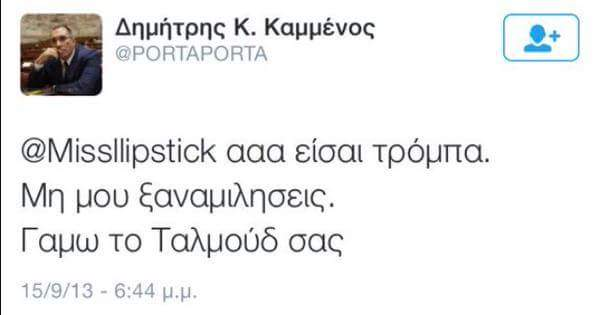 Δημήτρης Κ. Καμμένος
@PORTAPORTA
@Missllipstick ααα είσαι τρόμπα.
Μη μου ξαναμιλησεις.
Γαμω το Ταλμούδ σας
15/9/13 - 6:44 μ.μ.